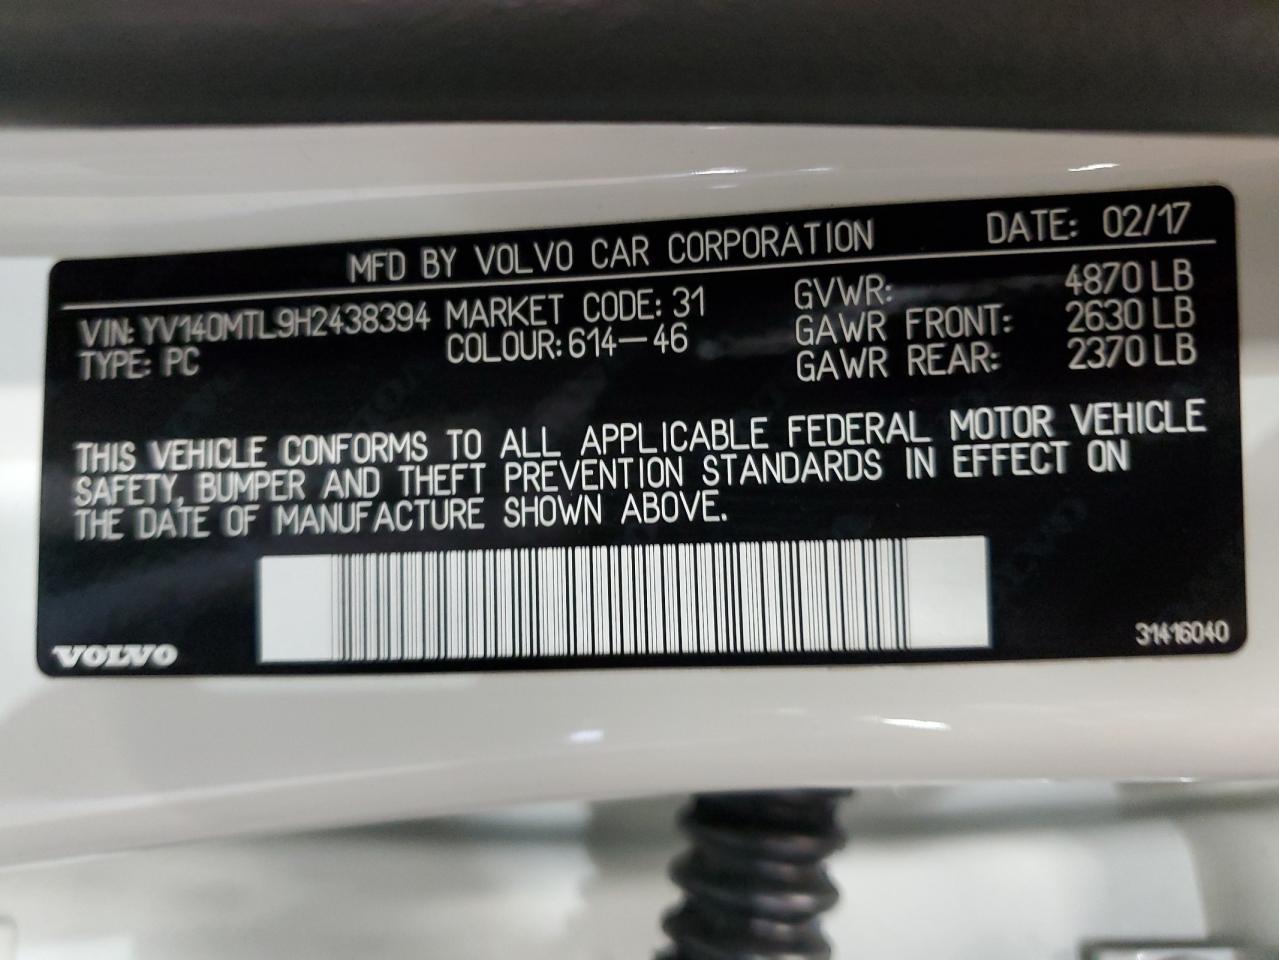 MFD BY VOLVO CAR CORPORATION DATE: 02/17
VIN: YV140MTL9H2438394 MARKET CODE: 31 GVWR: 4870 LB
TYPE: PC COLOUR: 614-46 GAWR FRONT: 2630 LB
GAWR REAR: 2370 LB
THIS VEHICLE CONFORMS TO ALL APPLICABLE FEDERAL MOTOR VEHICLE
SAFETY, BUMPER AND THEFT PREVENTION STANDARDS IN EFFECT ON
THE DATE OF MANUFACTURE SHOWN ABOVE.
VOLVO
31416040